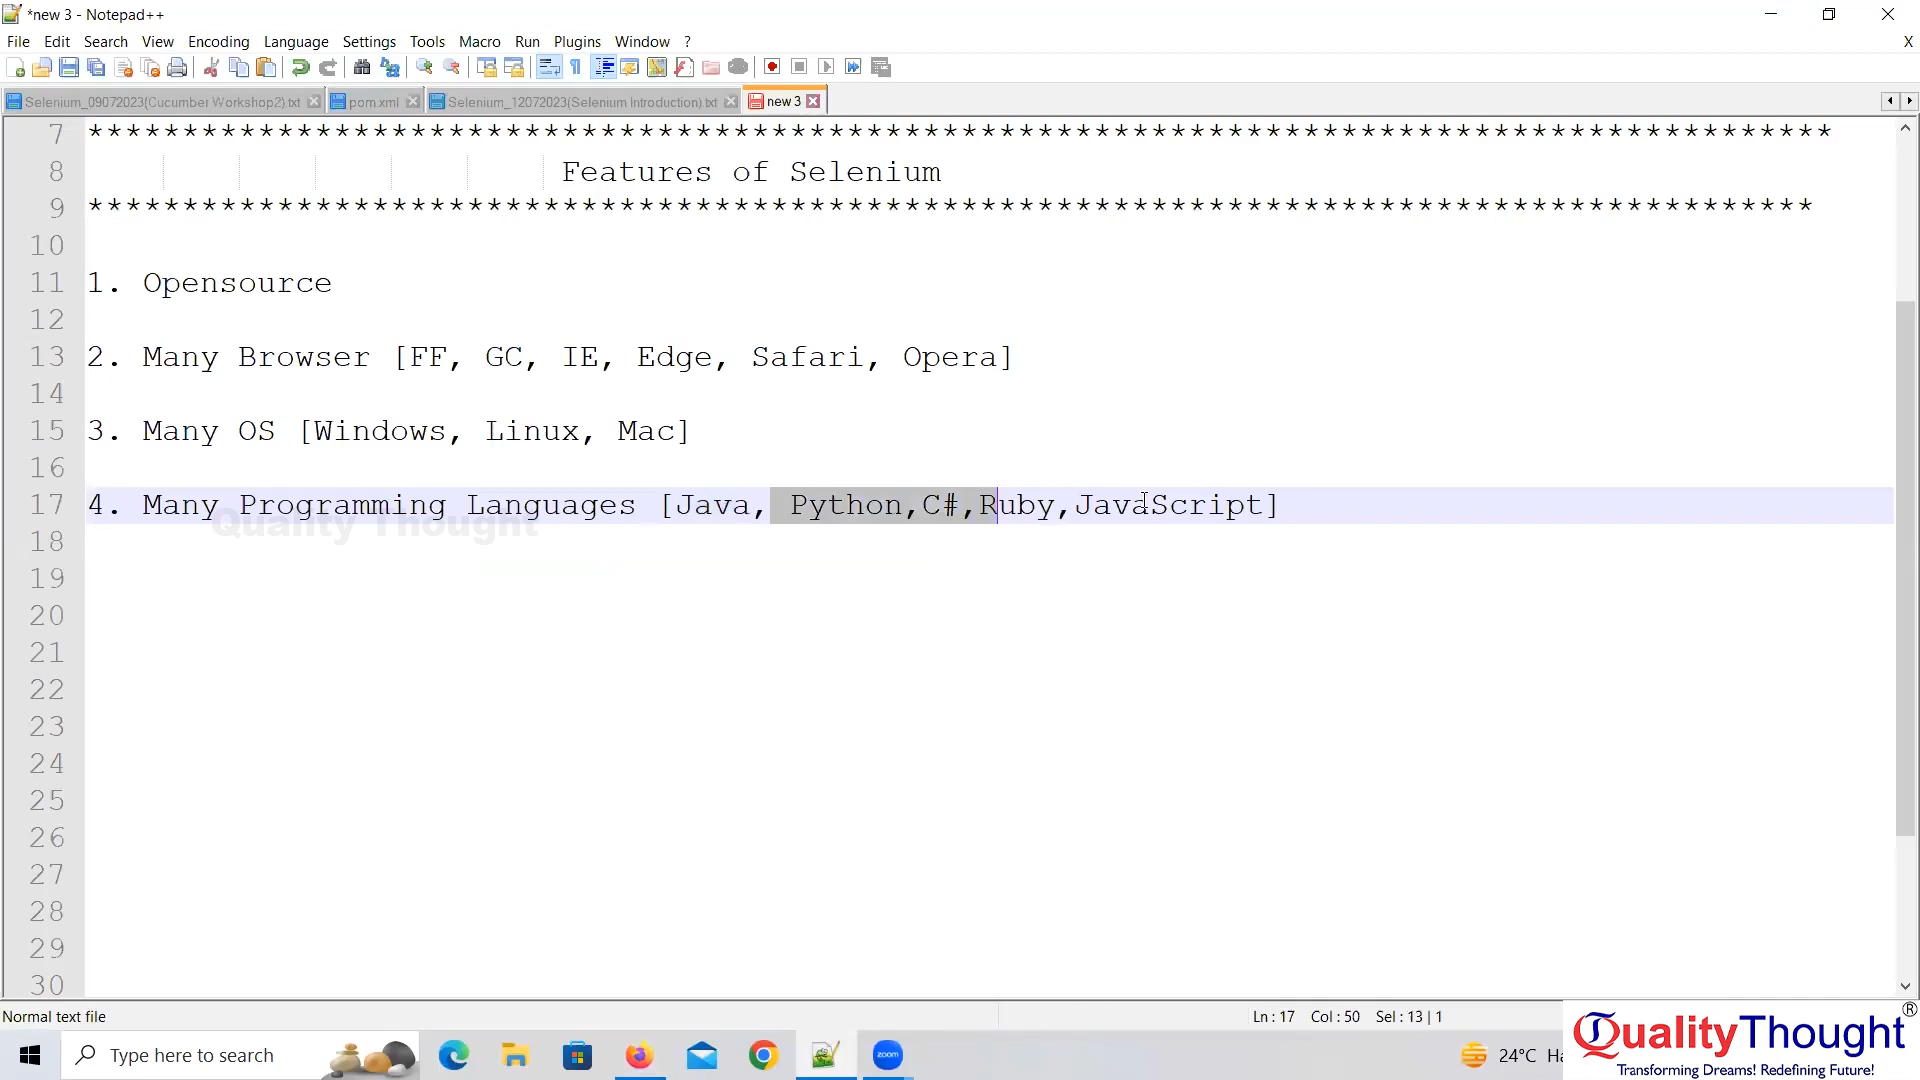 *new 3 - Notepad++
File Edit Search View Encoding Language Settings Tools Macro Run Plugins Window ? X
Selenium_09072023(Cucumber Workshop2).txt pom.xml Selenium_12072023(Selenium Introduction).txt new 3
7 ********************************************************************************************
8 Features of Selenium
9 *******************************************************************************************
10
11 1. Opensource
12
13 2. Many Browser [FF, GC, IE, Edge, Safari, Opera]
14
15 3. Many OS [Windows, Linux, Mac]
16
17 4. Many Programming Languages [Java, Python,C#,Ruby,JavaScript]
Quality Thought
18
19
20
21
22
23
24
25
26
27
28
29
30
Normal text file Ln : 17 Col : 50 Sel : 13 | 1
Type here to search zoom 24°C
QualityThought®
Transforming Dreams! Redefining Future!